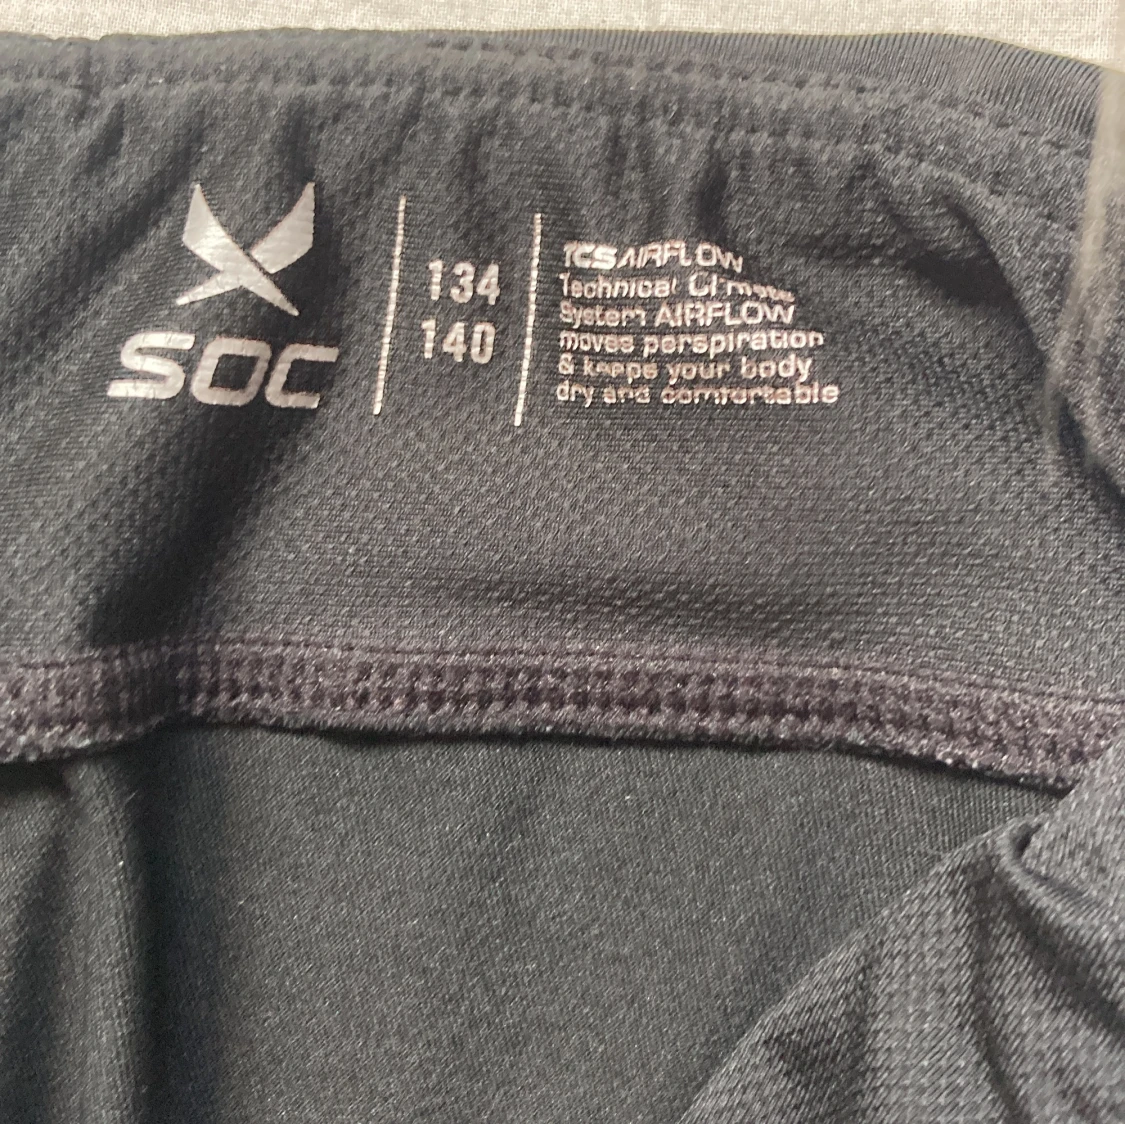 SOC
134
140
TCS AIRFLOW
Technical Climate
System AIRFLOW
moves perspiration
& keeps your body
dry and comfortable